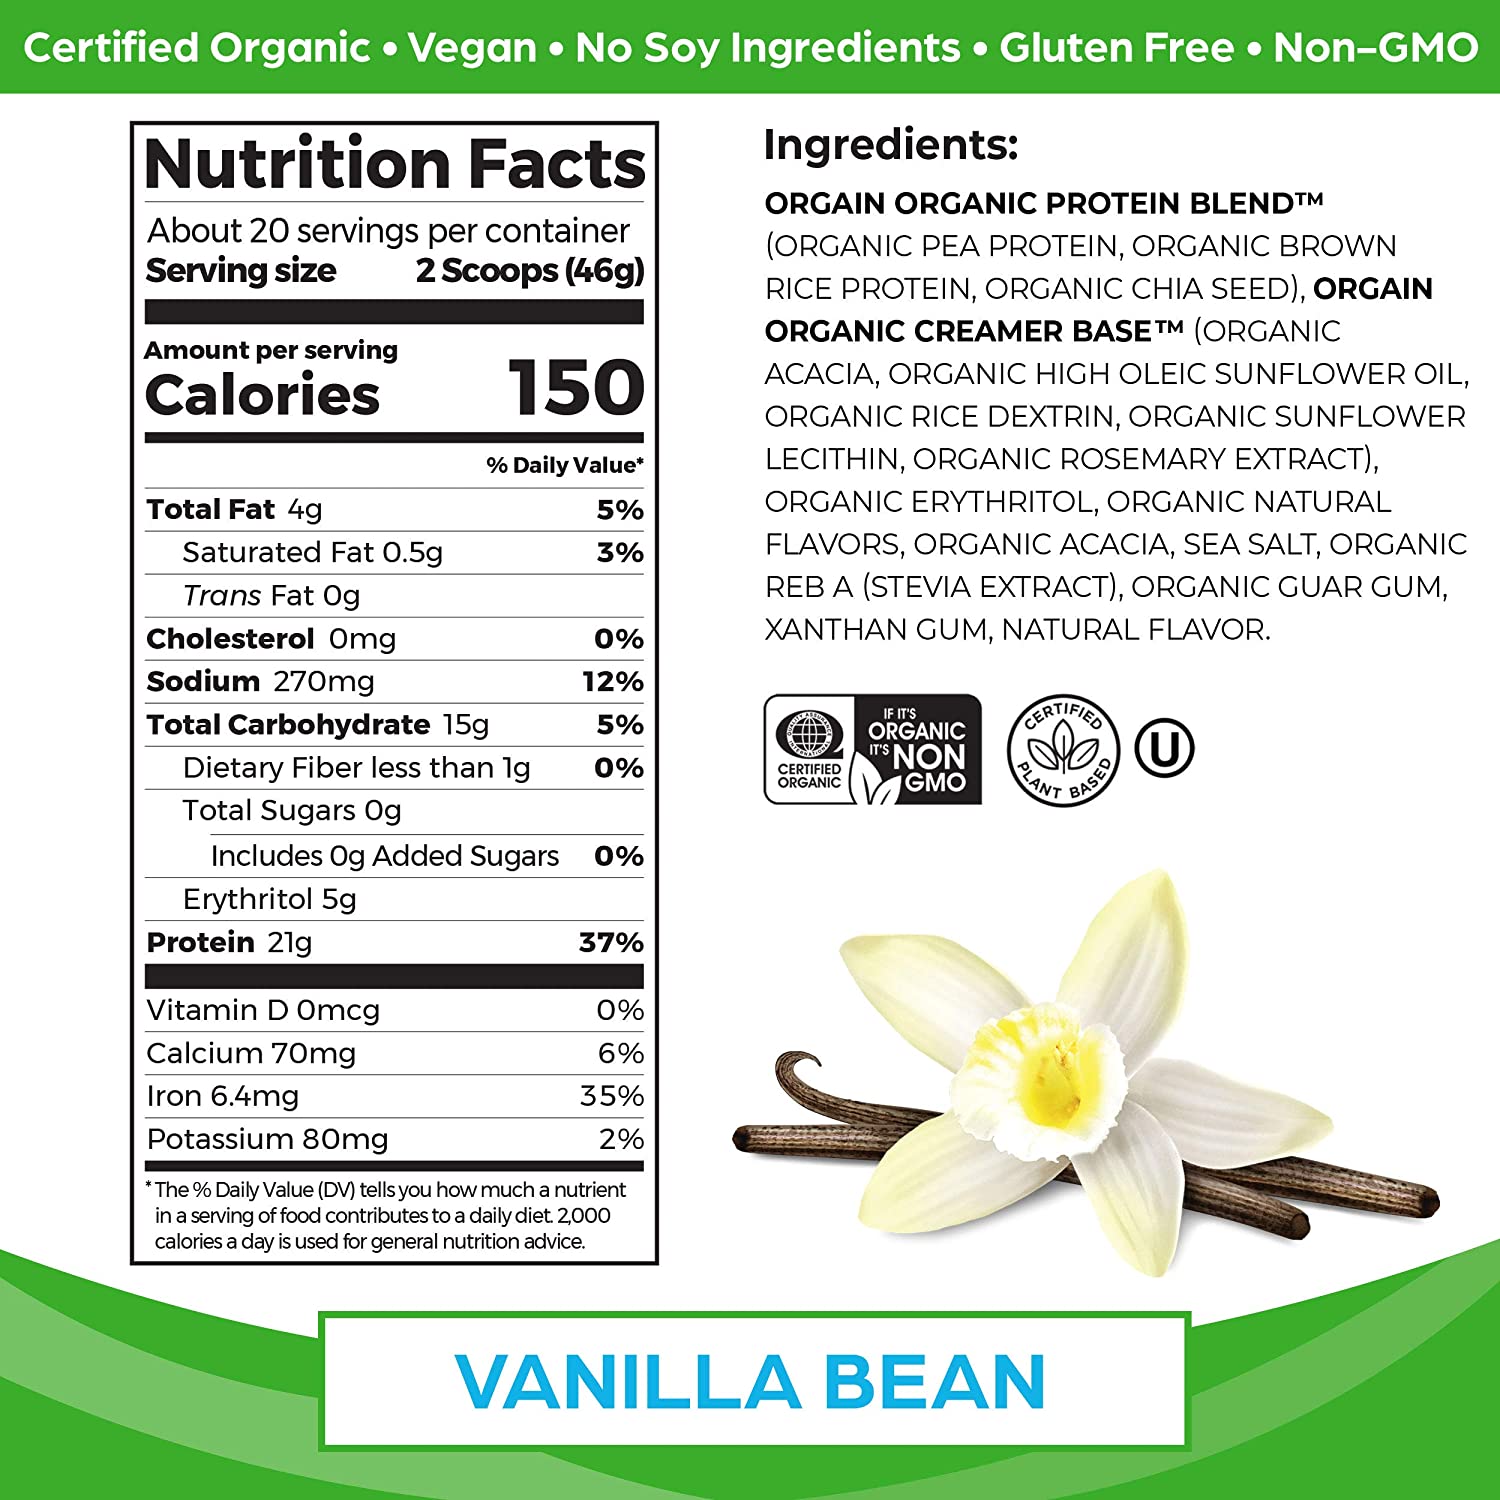 Certified Organic • Vegan • No Soy Ingredients • Gluten Free • Non-GMO
Nutrition Facts
About 20 servings per container
Serving size 2 Scoops (46g)
Amount per serving
Calories 150
% Daily Value*
Total Fat 4g 5%
Saturated Fat 0.5g 3%
Trans Fat 0g
Cholesterol 0mg 0%
Sodium 270mg 12%
Total Carbohydrate 15g 5%
Dietary Fiber less than 1g 0%
Total Sugars 0g
Includes 0g Added Sugars 0%
Erythritol 5g
Protein 21g 37%
Vitamin D 0mcg 0%
Calcium 70mg 6%
Iron 6.4mg 35%
Potassium 80mg 2%
* The % Daily Value (DV) tells you how much a nutrient
in a serving of food contributes to a daily diet. 2,000
calories a day is used for general nutrition advice.
Ingredients:
ORGAIN ORGANIC PROTEIN BLEND™
(ORGANIC PEA PROTEIN, ORGANIC BROWN
RICE PROTEIN, ORGANIC CHIA SEED), ORGAIN
ORGANIC CREAMER BASE™ (ORGANIC
ACACIA, ORGANIC HIGH OLEIC SUNFLOWER OIL,
ORGANIC RICE DEXTRIN, ORGANIC SUNFLOWER
LECITHIN, ORGANIC ROSEMARY EXTRACT),
ORGANIC ERYTHRITOL, ORGANIC NATURAL
FLAVORS, ORGANIC ACACIA, SEA SALT, ORGANIC
REB A (STEVIA EXTRACT), ORGANIC GUAR GUM,
XANTHAN GUM, NATURAL FLAVOR.
QUALITY ASSURANCE INTERNATIONAL
CERTIFIED
ORGANIC
IF IT'S
ORGANIC
IT'S NON
GMO
CERTIFIED
PLANT BASED
U
VANILLA BEAN